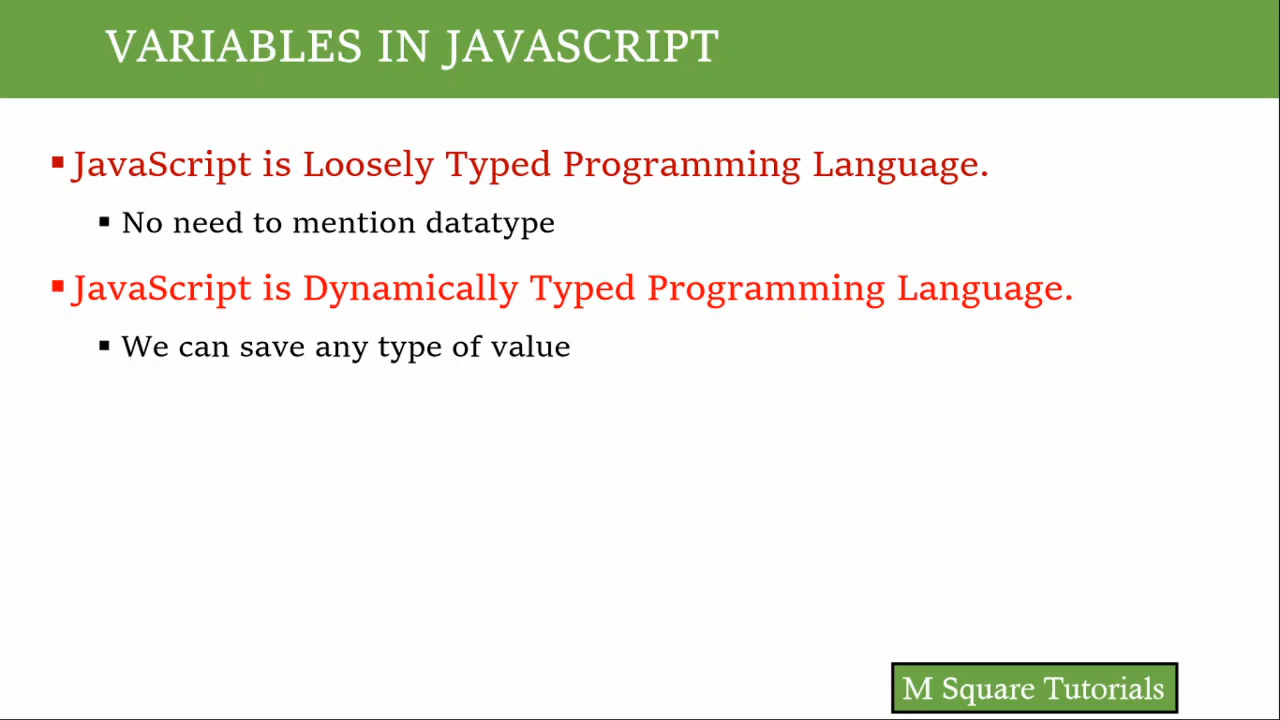 VARIABLES IN JAVASCRIPT
JavaScript is Loosely Typed Programming Language.
No need to mention datatype
JavaScript is Dynamically Typed Programming Language.
We can save any type of value
M Square Tutorials